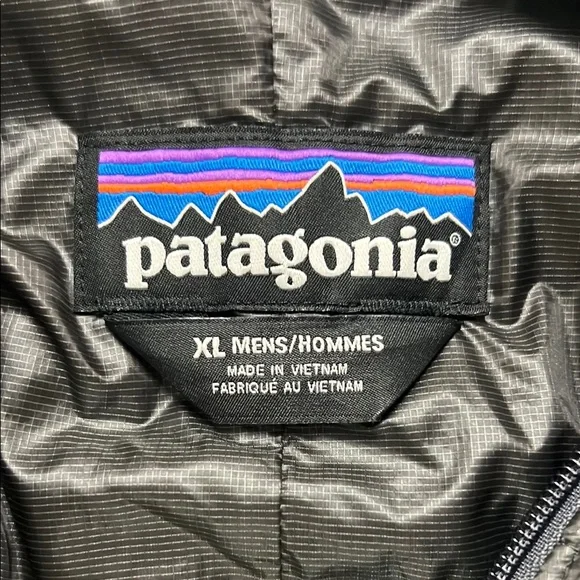 patagonia®
XL MENS/HOMMES
MADE IN VIETNAM
FABRIQUÉ AU VIETNAM